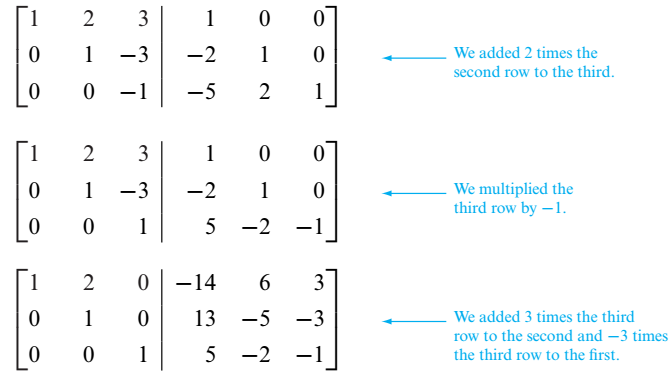 1 2 3 | 1 0 0
0 1 −3 | −2 1 0
0 0 −1 | −5 2 1
We added 2 times the
second row to the third.
1 2 3 | 1 0 0
0 1 −3 | −2 1 0
0 0 1 | 5 −2 −1
We multiplied the
third row by −1.
1 2 0 | −14 6 3
0 1 0 | 13 −5 −3
0 0 1 | 5 −2 −1
We added 3 times the third
row to the second and −3 times
the third row to the first.